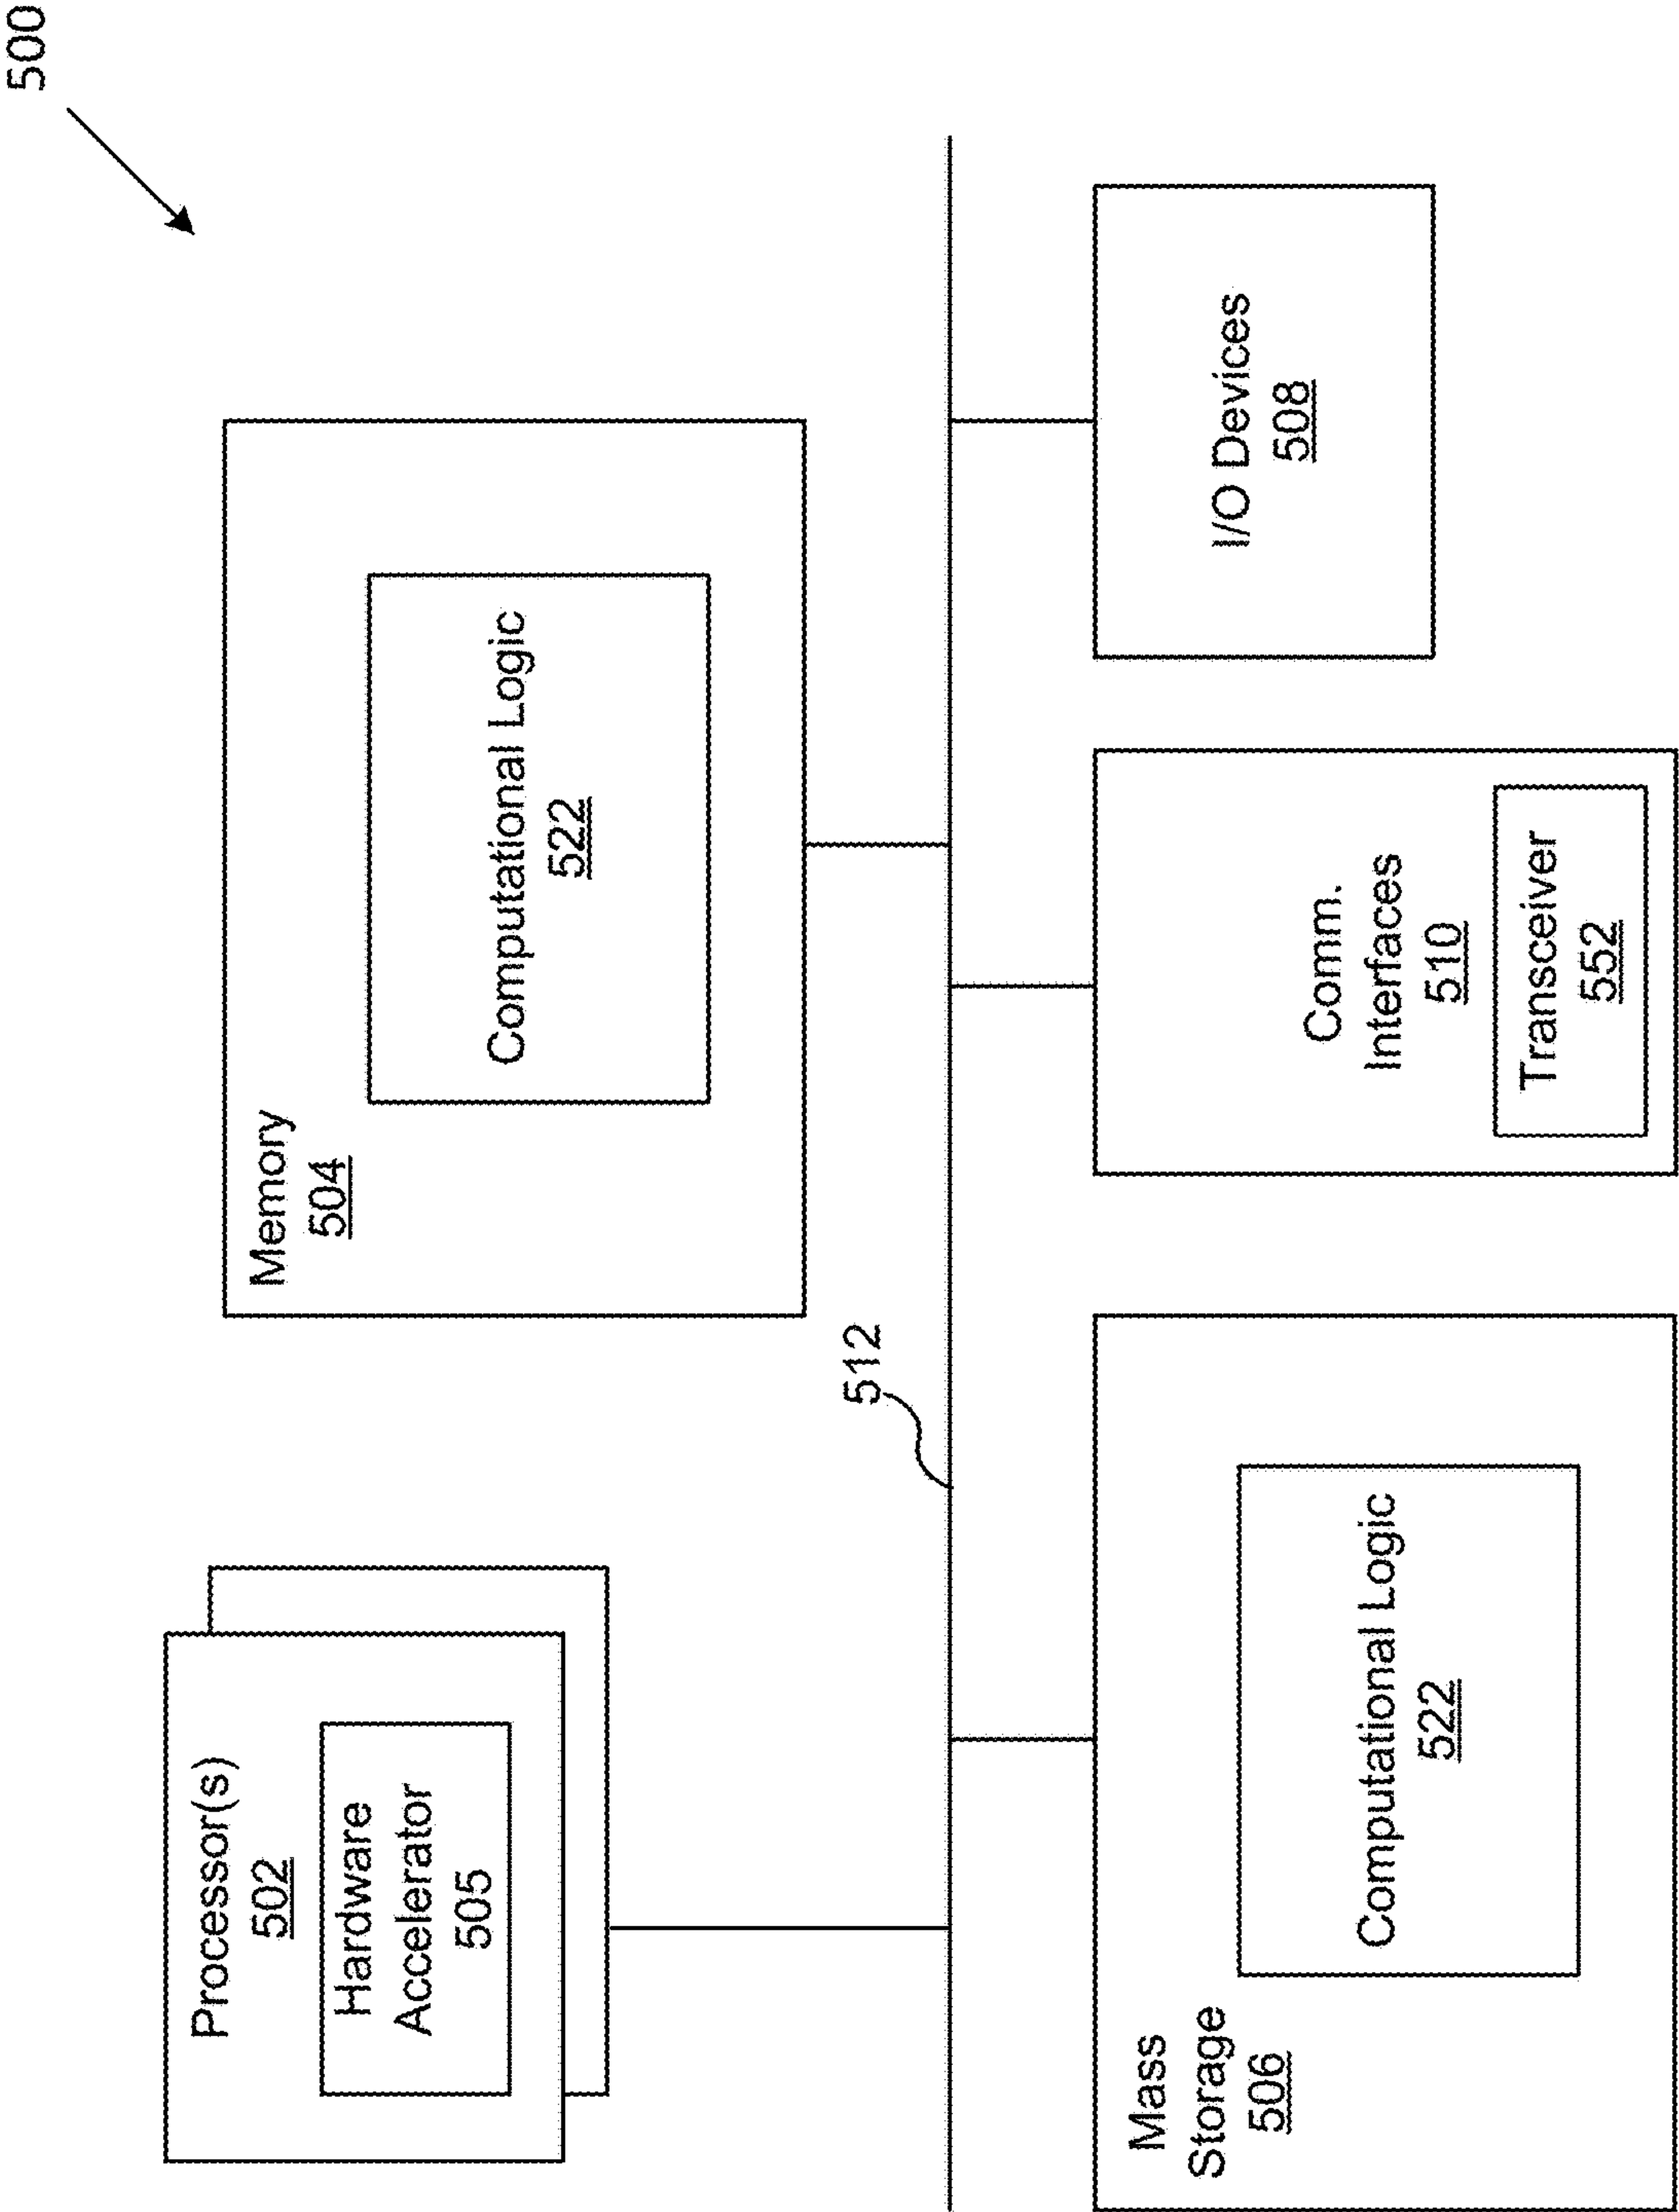 500
Processor(s)
502
Hardware
Accelerator
505
Memory
504
Computational Logic
522
512
Mass
Storage
506
Computational Logic
522
Comm.
Interfaces
510
Transceiver
552
I/O Devices
508